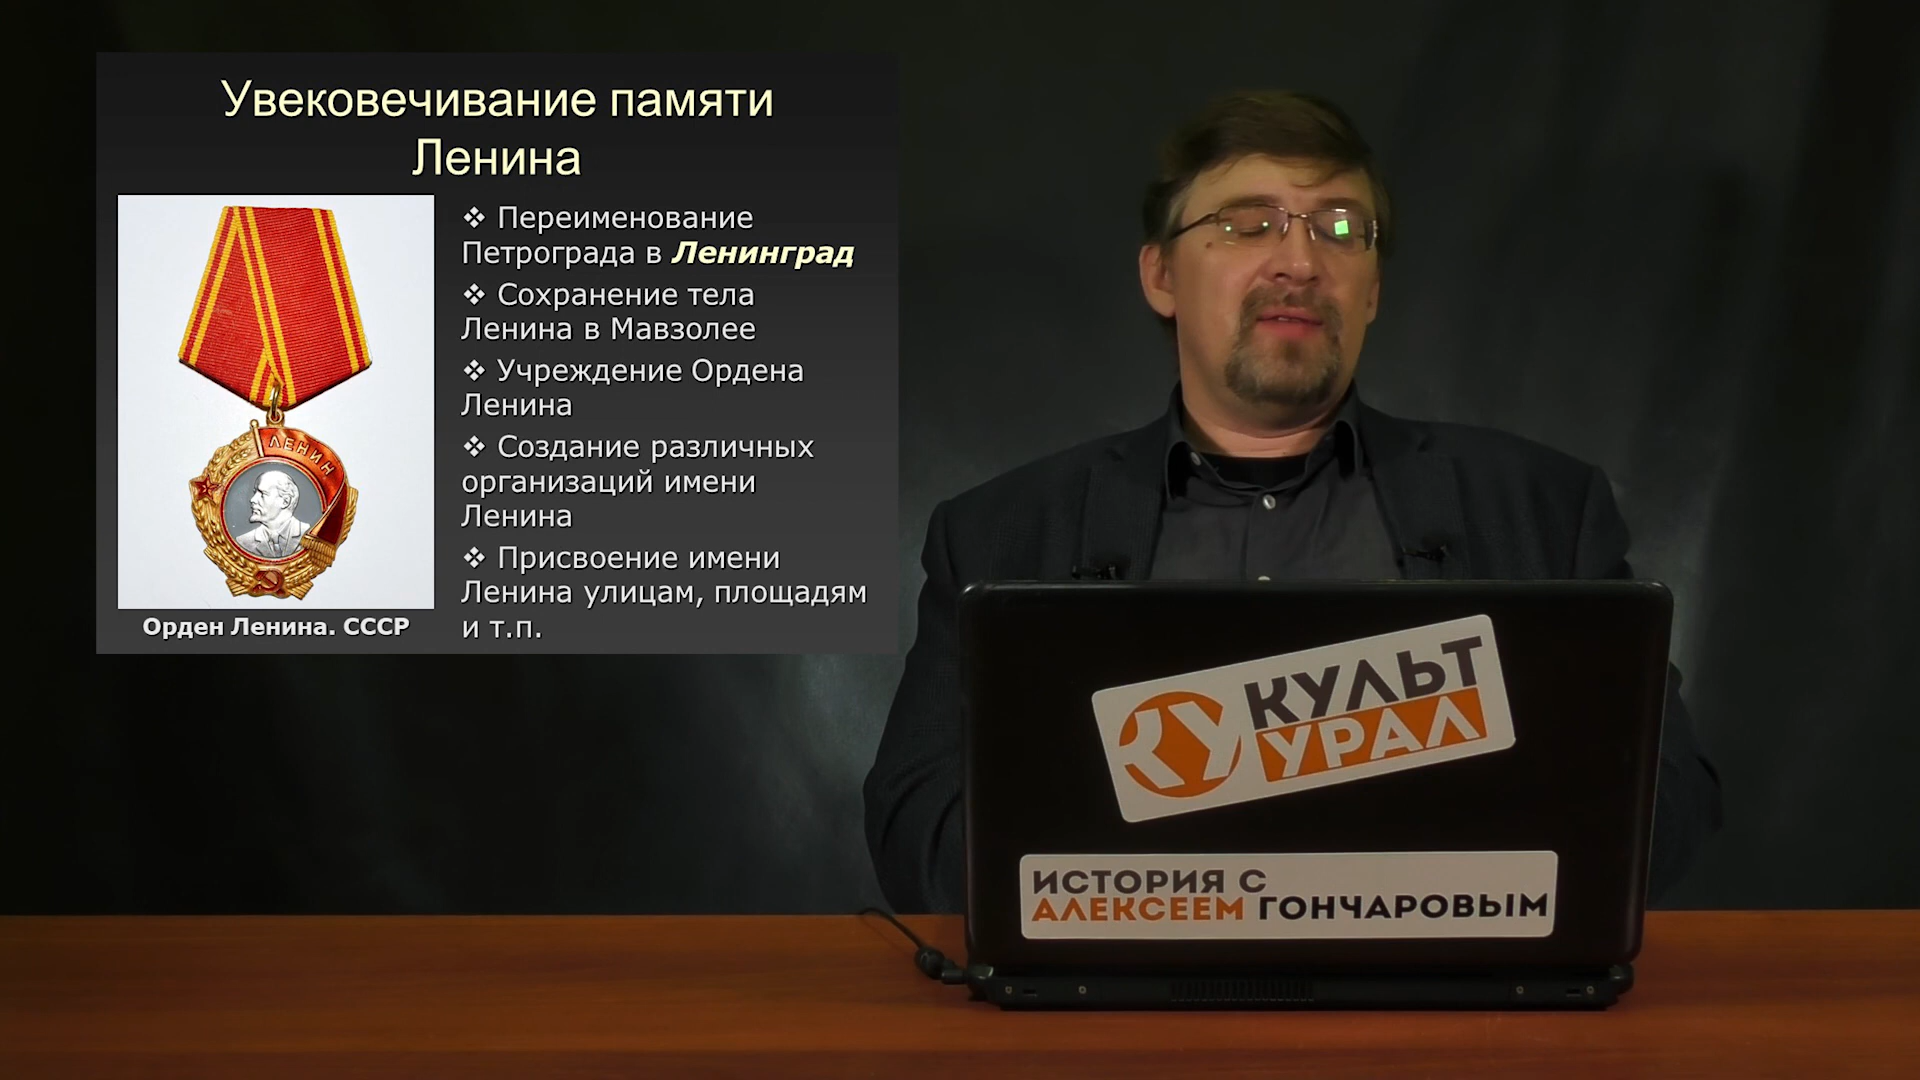 Увековечивание памяти
Ленина
❖ Переименование
Петрограда в Ленинград
❖ Сохранение тела
Ленина в Мавзолее
❖ Учреждение Ордена
Ленина
❖ Создание различных
организаций имени
Ленина
❖ Присвоение имени
Ленина улицам, площадям
и т.п.
ЛЕНИН
Орден Ленина. СССР
КУ КУЛЬТ
УРАЛ
ИСТОРИЯ С
АЛЕКСЕЕМ ГОНЧАРОВЫМ